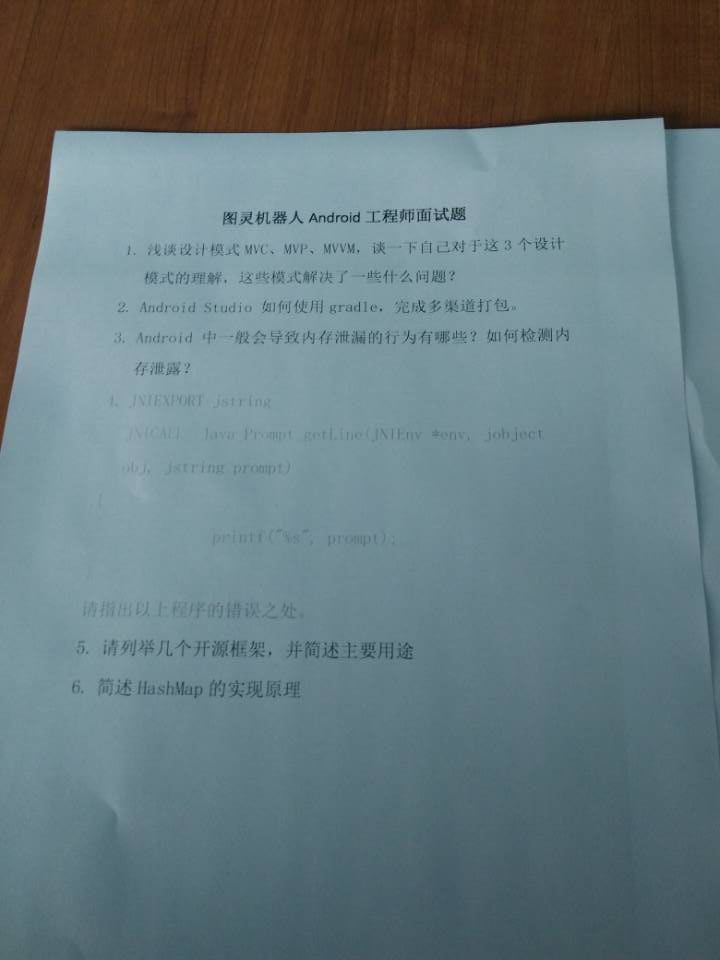 图灵机器人 Android 工程师面试题
1. 浅谈设计模式 MVC、MVP、MVVM，谈一下自己对于这 3 个设计
模式的理解，这些模式解决了一些什么问题？
2. Android Studio 如何使用 gradle，完成多渠道打包。
3. Android 中一般会导致内存泄漏的行为有哪些？如何检测内
存泄露？
4. JNIEXPORT jstring
JNICALL Java_Prompt_getLine(JNIEnv *env, jobject
obj, jstring prompt)
{
printf("%s", prompt);
请指出以上程序的错误之处。
5. 请列举几个开源框架，并简述主要用途
6. 简述 HashMap 的实现原理